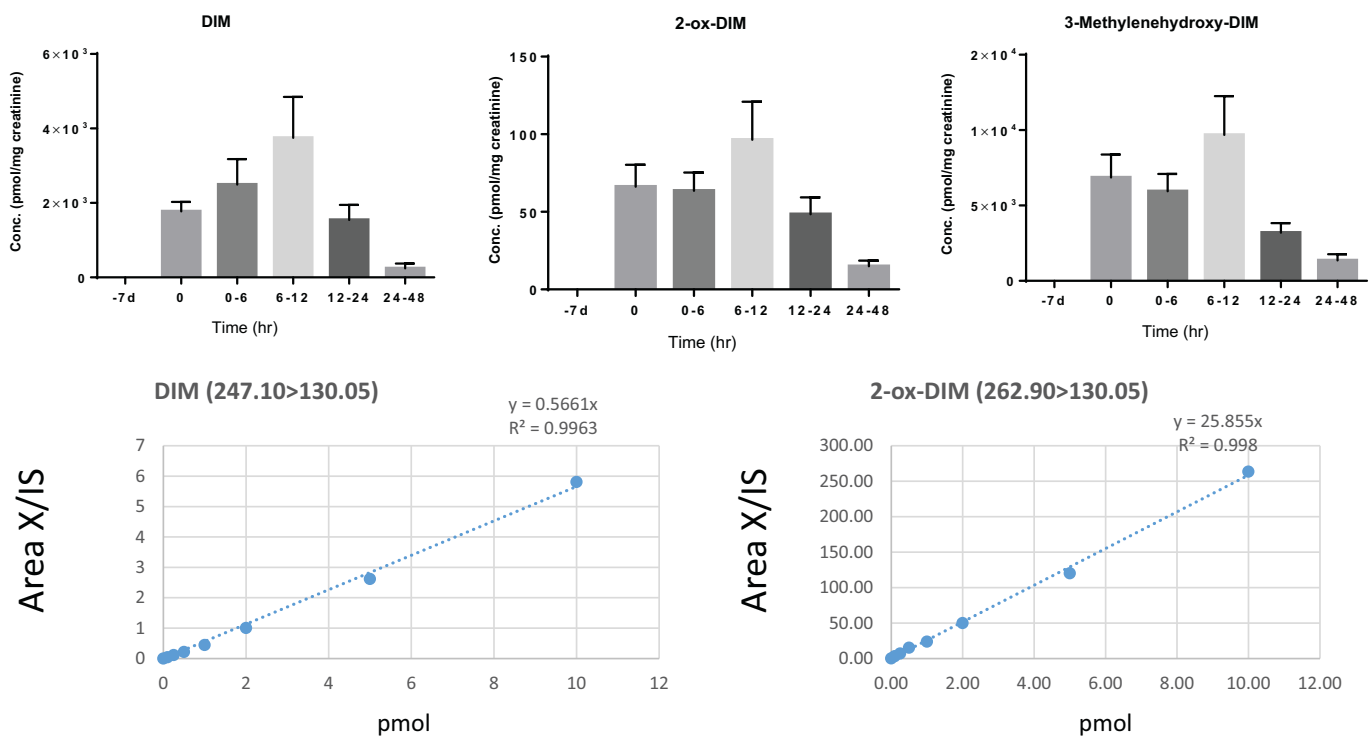 DIM
Conc. (pmol/mg creatinine)
6×10³
4×10³
2×10³
0
-7 d 0 0-6 6-12 12-24 24-48
Time (hr)
2-ox-DIM
Conc. (pmol/mg creatinine)
150
100
50
0
-7 d 0 0-6 6-12 12-24 24-48
Time (hr)
3-Methylenehydroxy-DIM
Conc. (pmol/mg creatinine)
2×10⁴
1×10⁴
5×10³
0
-7 d 0 0-6 6-12 12-24 24-48
Time (hr)
DIM (247.10>130.05)
y = 0.5661x
R² = 0.9963
Area X/IS
7
6
5
4
3
2
1
0
0 2 4 6 8 10 12
pmol
2-ox-DIM (262.90>130.05)
y = 25.855x
R² = 0.998
Area X/IS
300.00
250.00
200.00
150.00
100.00
50.00
0.00
0.00 2.00 4.00 6.00 8.00 10.00 12.00
pmol